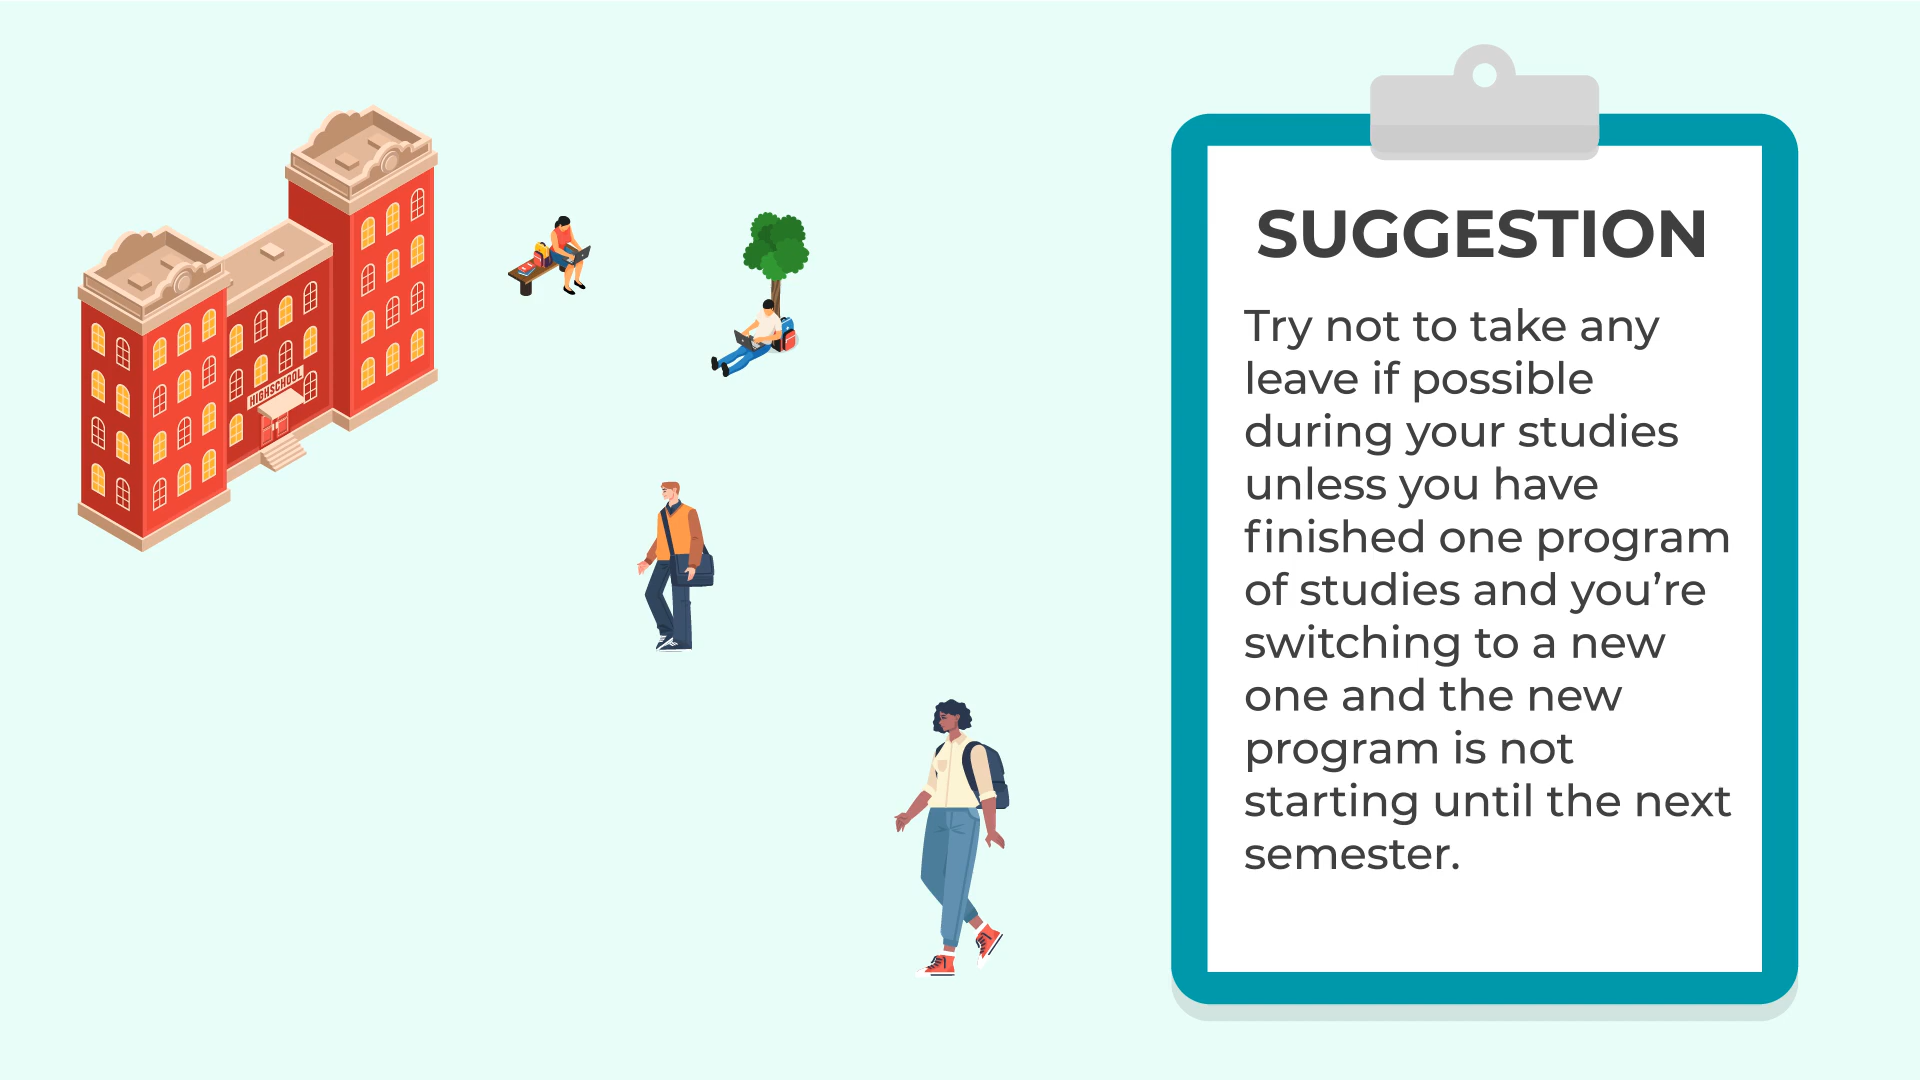 HIGHSCHOOL
SUGGESTION
Try not to take any
leave if possible
during your studies
unless you have
finished one program
of studies and you’re
switching to a new
one and the new
program is not
starting until the next
semester.